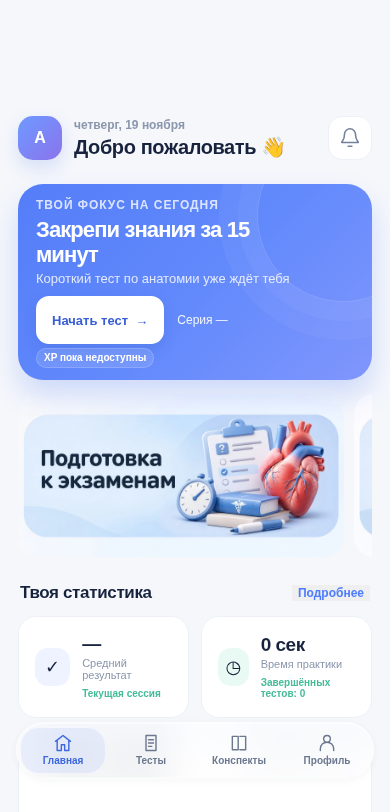 четверг, 19 ноября
А
Добро пожаловать 👋
ТВОЙ ФОКУС НА СЕГОДНЯ
Закрепи знания за 15
минут
Короткий тест по анатомии уже ждёт тебя
Начать тест →
Серия —
XP пока недоступны
Подготовка
к экзаменам
Твоя статистика
Подробнее
✓
—
Средний
результат
Текущая сессия
0 сек
Время практики
Завершённых
тестов: 0
Главная
Тесты
Конспекты
Профиль